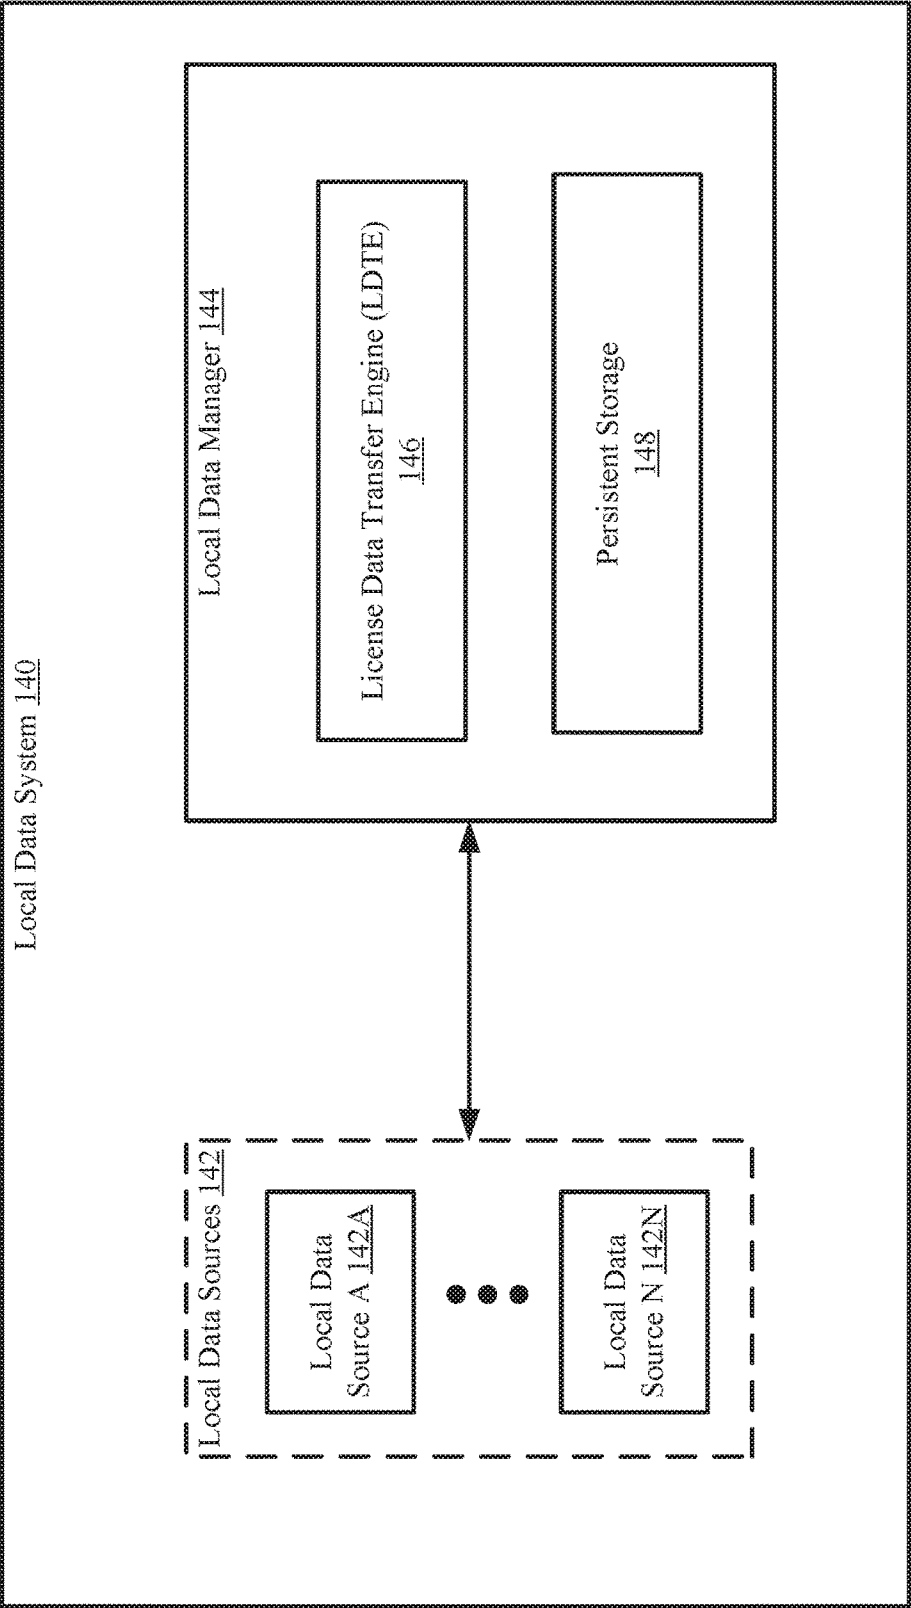 Local Data System 140
Local Data Sources 142
Local Data
Source A 142A
Local Data
Source N 142N
Local Data Manager 144
License Data Transfer Engine (LDTE)
146
Persistent Storage
148